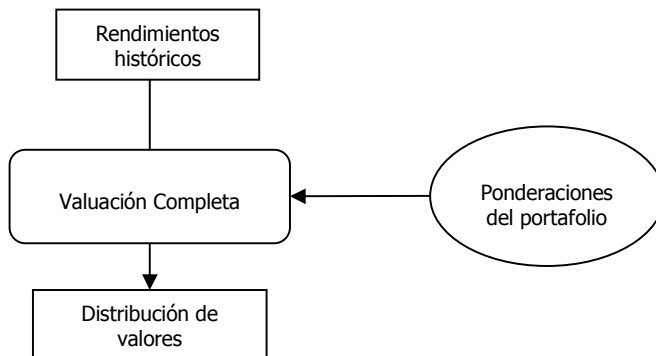 Rendimientos
históricos
Valuación Completa
Ponderaciones
del portafolio
Distribución de
valores